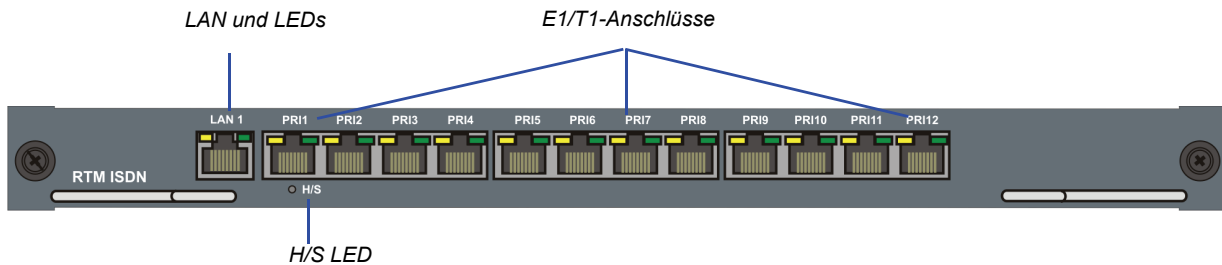 LAN und LEDs
E1/T1-Anschlüsse
LAN 1 PRI1 PRI2 PRI3 PRI4 PRI5 PRI6 PRI7 PRI8 PRI9 PRI10 PRI11 PRI12
RTM ISDN
H/S
H/S LED